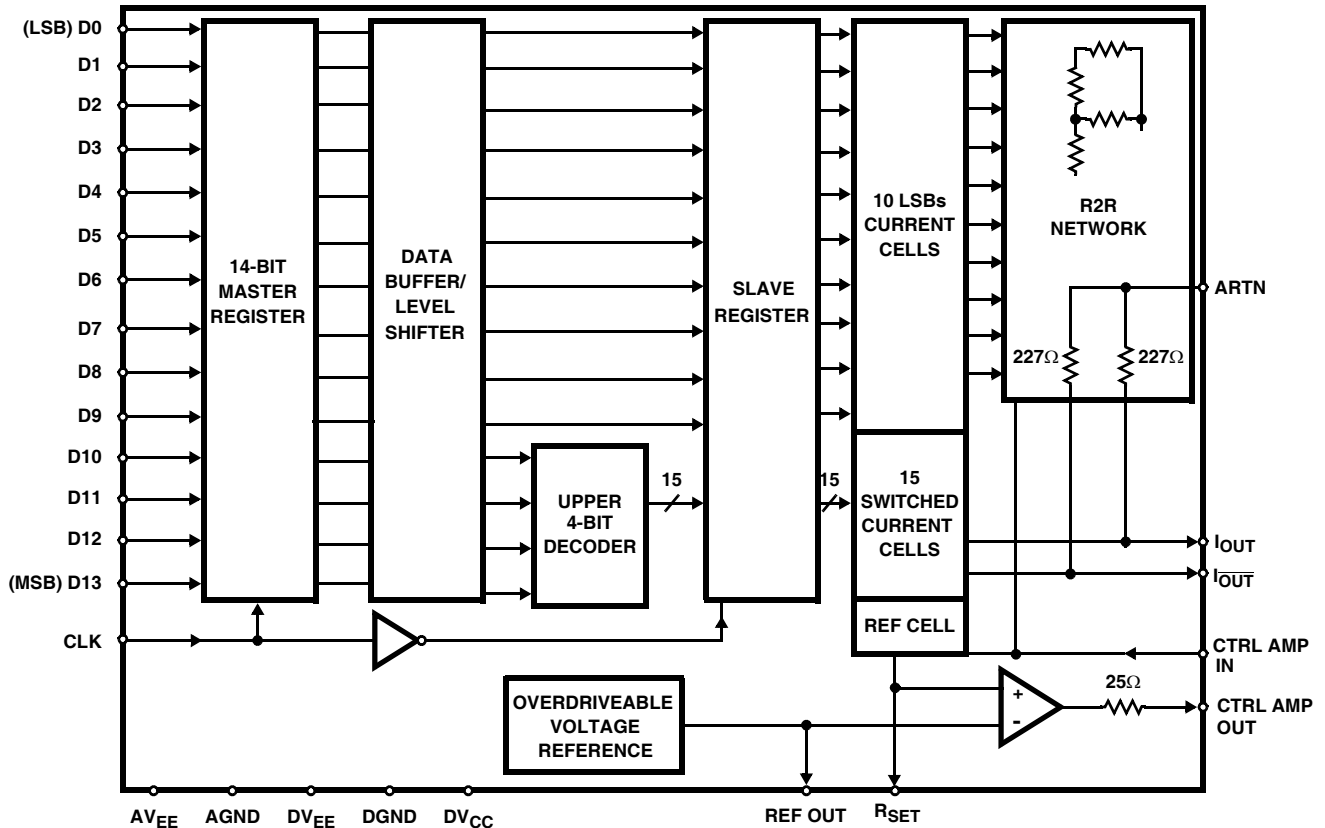 (LSB) D0
D1
D2
D3
D4
D5
D6
D7
D8
D9
D10
D11
D12
(MSB) D13
CLK
14-BIT
MASTER
REGISTER
DATA
BUFFER/
LEVEL
SHIFTER
UPPER
4-BIT
DECODER
15
SLAVE
REGISTER
15
10 LSBs
CURRENT
CELLS
15
SWITCHED
CURRENT
CELLS
REF CELL
R2R
NETWORK
227Ω
227Ω
ARTN
IOUT
I̅O̅U̅T̅
CTRL AMP
IN
25Ω
CTRL AMP
OUT
+
-
OVERDRIVEABLE
VOLTAGE
REFERENCE
AVEE
AGND
DVEE
DGND
DVCC
REF OUT
RSET